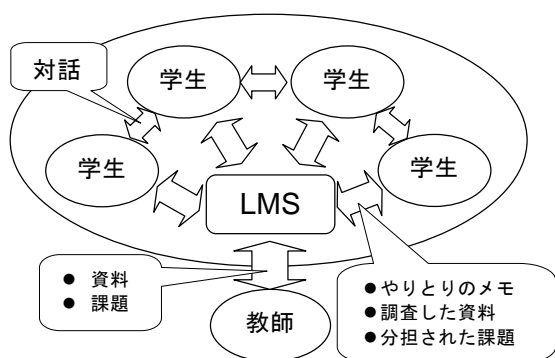 対話
学生
学生
学生
学生
LMS
● 資料
● 課題
教師
●やりとりのメモ
●調査した資料
●分担された課題